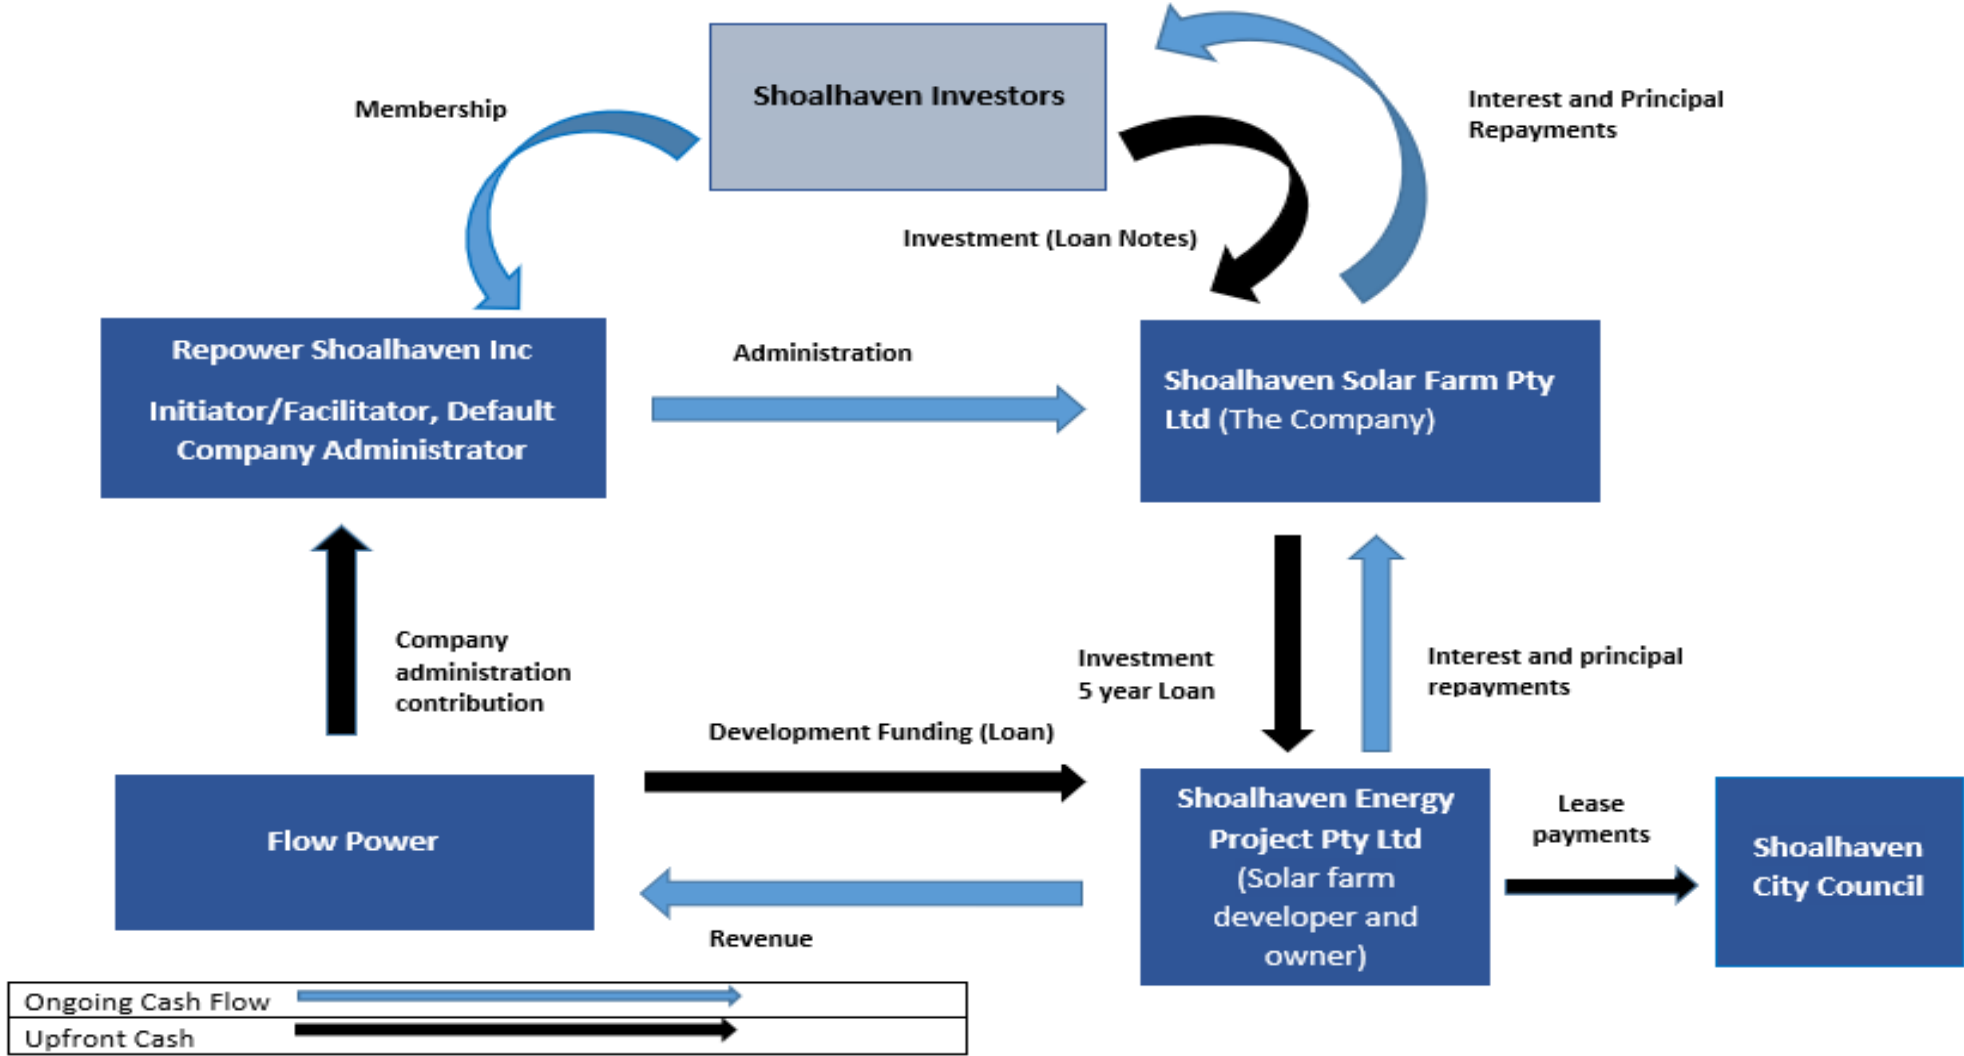 Shoalhaven Investors
Membership
Interest and Principal
Repayments
Investment (Loan Notes)
Repower Shoalhaven Inc
Initiator/Facilitator, Default
Company Administrator
Administration
Shoalhaven Solar Farm Pty
Ltd (The Company)
Company
administration
contribution
Investment
5 year Loan
Interest and principal
repayments
Development Funding (Loan)
Flow Power
Revenue
Shoalhaven Energy
Project Pty Ltd
(Solar farm
developer and
owner)
Lease
payments
Shoalhaven
City Council
Ongoing Cash Flow
Upfront Cash